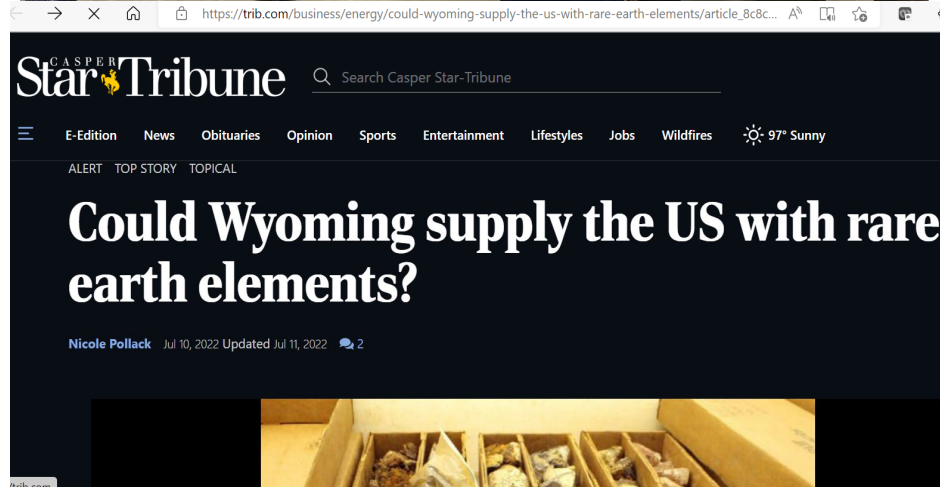 https://trib.com/business/energy/could-wyoming-supply-the-us-with-rare-earth-elements/article_8c8c...
CASPER
Star Tribune
Search Casper Star-Tribune
E-Edition News Obituaries Opinion Sports Entertainment Lifestyles Jobs Wildfires 97° Sunny
ALERT TOP STORY TOPICAL
Could Wyoming supply the US with rare
earth elements?
Nicole Pollack Jul 10, 2022 Updated Jul 11, 2022 2